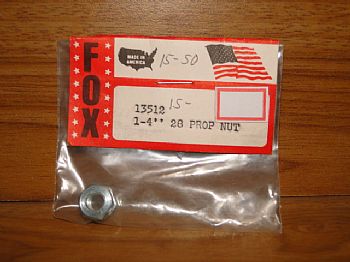 FOX
MADE IN
AMERICA
15-50
15-
13512
1-4'' 28 PROP NUT